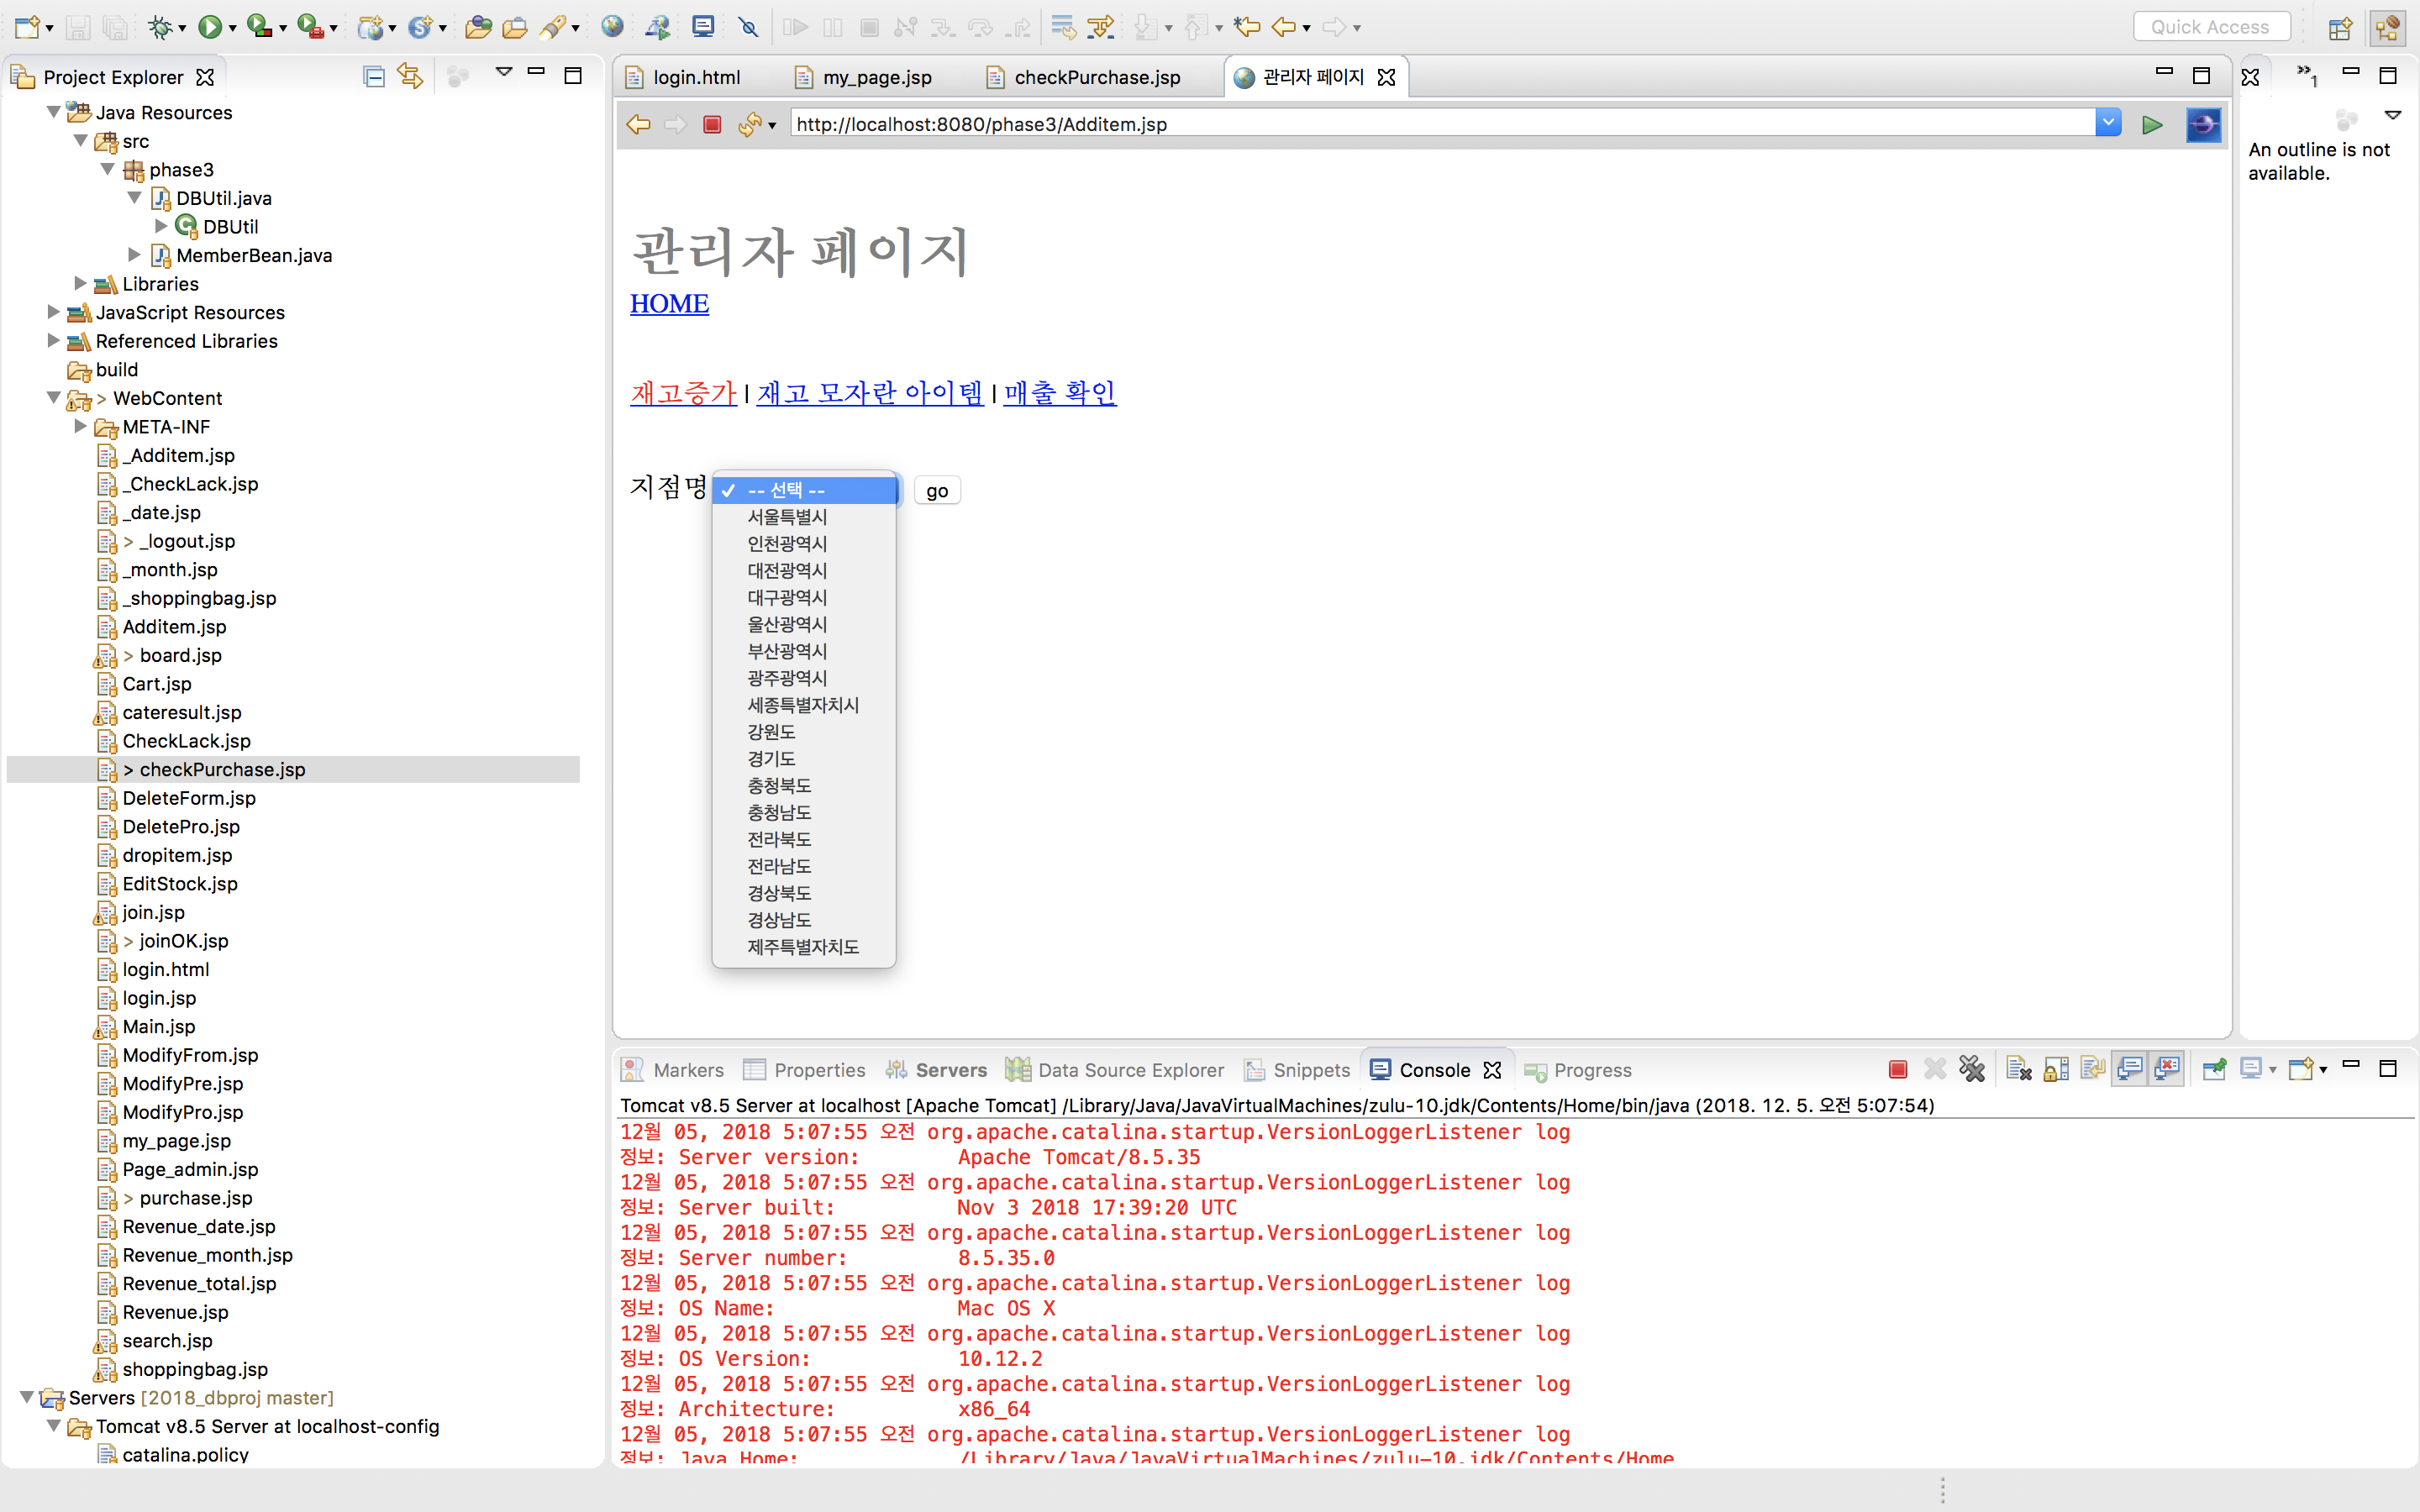 Quick Access
Project Explorer
Java Resources
src
phase3
DBUtil.java
DBUtil
MemberBean.java
Libraries
JavaScript Resources
Referenced Libraries
build
> WebContent
META-INF
_Additem.jsp
_CheckLack.jsp
_date.jsp
> _logout.jsp
_month.jsp
_shoppingbag.jsp
Additem.jsp
> board.jsp
Cart.jsp
cateresult.jsp
CheckLack.jsp
> checkPurchase.jsp
DeleteForm.jsp
DeletePro.jsp
dropitem.jsp
EditStock.jsp
join.jsp
> joinOK.jsp
login.html
login.jsp
Main.jsp
ModifyFrom.jsp
ModifyPre.jsp
ModifyPro.jsp
my_page.jsp
Page_admin.jsp
> purchase.jsp
Revenue_date.jsp
Revenue_month.jsp
Revenue_total.jsp
Revenue.jsp
search.jsp
shoppingbag.jsp
Servers [2018_dbproj master]
Tomcat v8.5 Server at localhost-config
catalina.policy
login.html my_page.jsp checkPurchase.jsp 관리자 페이지
http://localhost:8080/phase3/Additem.jsp
관리자 페이지
HOME
재고증가 | 재고 모자란 아이템 | 매출 확인
지점명 ✓ -- 선택 -- go
서울특별시
인천광역시
대전광역시
대구광역시
울산광역시
부산광역시
광주광역시
세종특별자치시
강원도
경기도
충청북도
충청남도
전라북도
전라남도
경상북도
경상남도
제주특별자치도
»1
An outline is not
available.
Markers Properties Servers Data Source Explorer Snippets Console Progress
Tomcat v8.5 Server at localhost [Apache Tomcat] /Library/Java/JavaVirtualMachines/zulu-10.jdk/Contents/Home/bin/java (2018. 12. 5. 오전 5:07:54)
12월 05, 2018 5:07:55 오전 org.apache.catalina.startup.VersionLoggerListener log
정보: Server version: Apache Tomcat/8.5.35
12월 05, 2018 5:07:55 오전 org.apache.catalina.startup.VersionLoggerListener log
정보: Server built: Nov 3 2018 17:39:20 UTC
12월 05, 2018 5:07:55 오전 org.apache.catalina.startup.VersionLoggerListener log
정보: Server number: 8.5.35.0
12월 05, 2018 5:07:55 오전 org.apache.catalina.startup.VersionLoggerListener log
정보: OS Name: Mac OS X
12월 05, 2018 5:07:55 오전 org.apache.catalina.startup.VersionLoggerListener log
정보: OS Version: 10.12.2
12월 05, 2018 5:07:55 오전 org.apache.catalina.startup.VersionLoggerListener log
정보: Architecture: x86_64
12월 05, 2018 5:07:55 오전 org.apache.catalina.startup.VersionLoggerListener log
정보: Java Home: /Library/Java/JavaVirtualMachines/zulu-10.jdk/Contents/Home